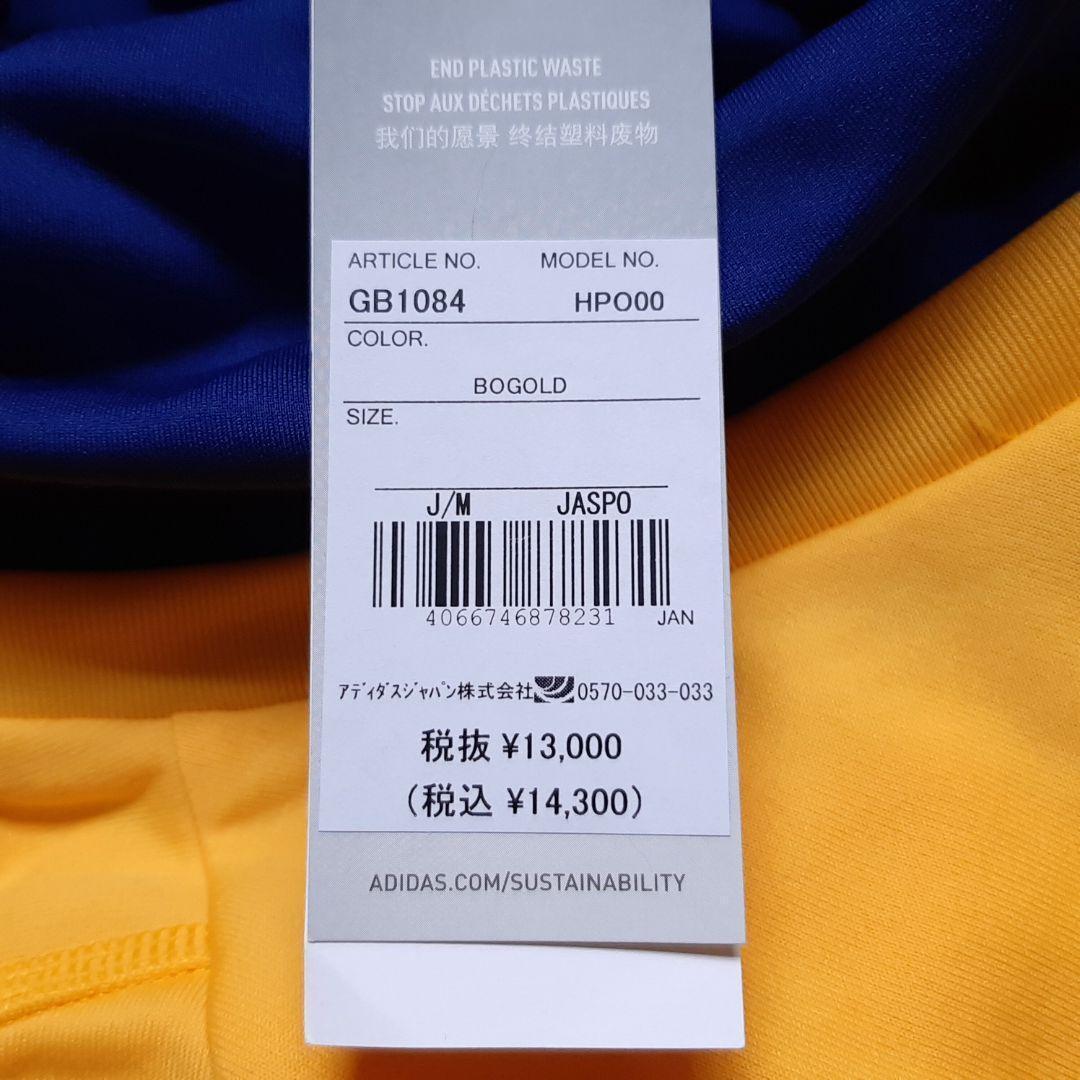 END PLASTIC WASTE
STOP AUX DÉCHETS PLASTIQUES
我们的愿景 终结塑料废物
ARTICLE NO. MODEL NO.
GB1084 HPO00
COLOR.
BOGOLD
SIZE.
J/M JASPO
4066746878231 JAN
アディダスジャパン株式会社 0570-033-033
税抜 ¥13,000
(税込 ¥14,300)
ADIDAS.COM/SUSTAINABILITY